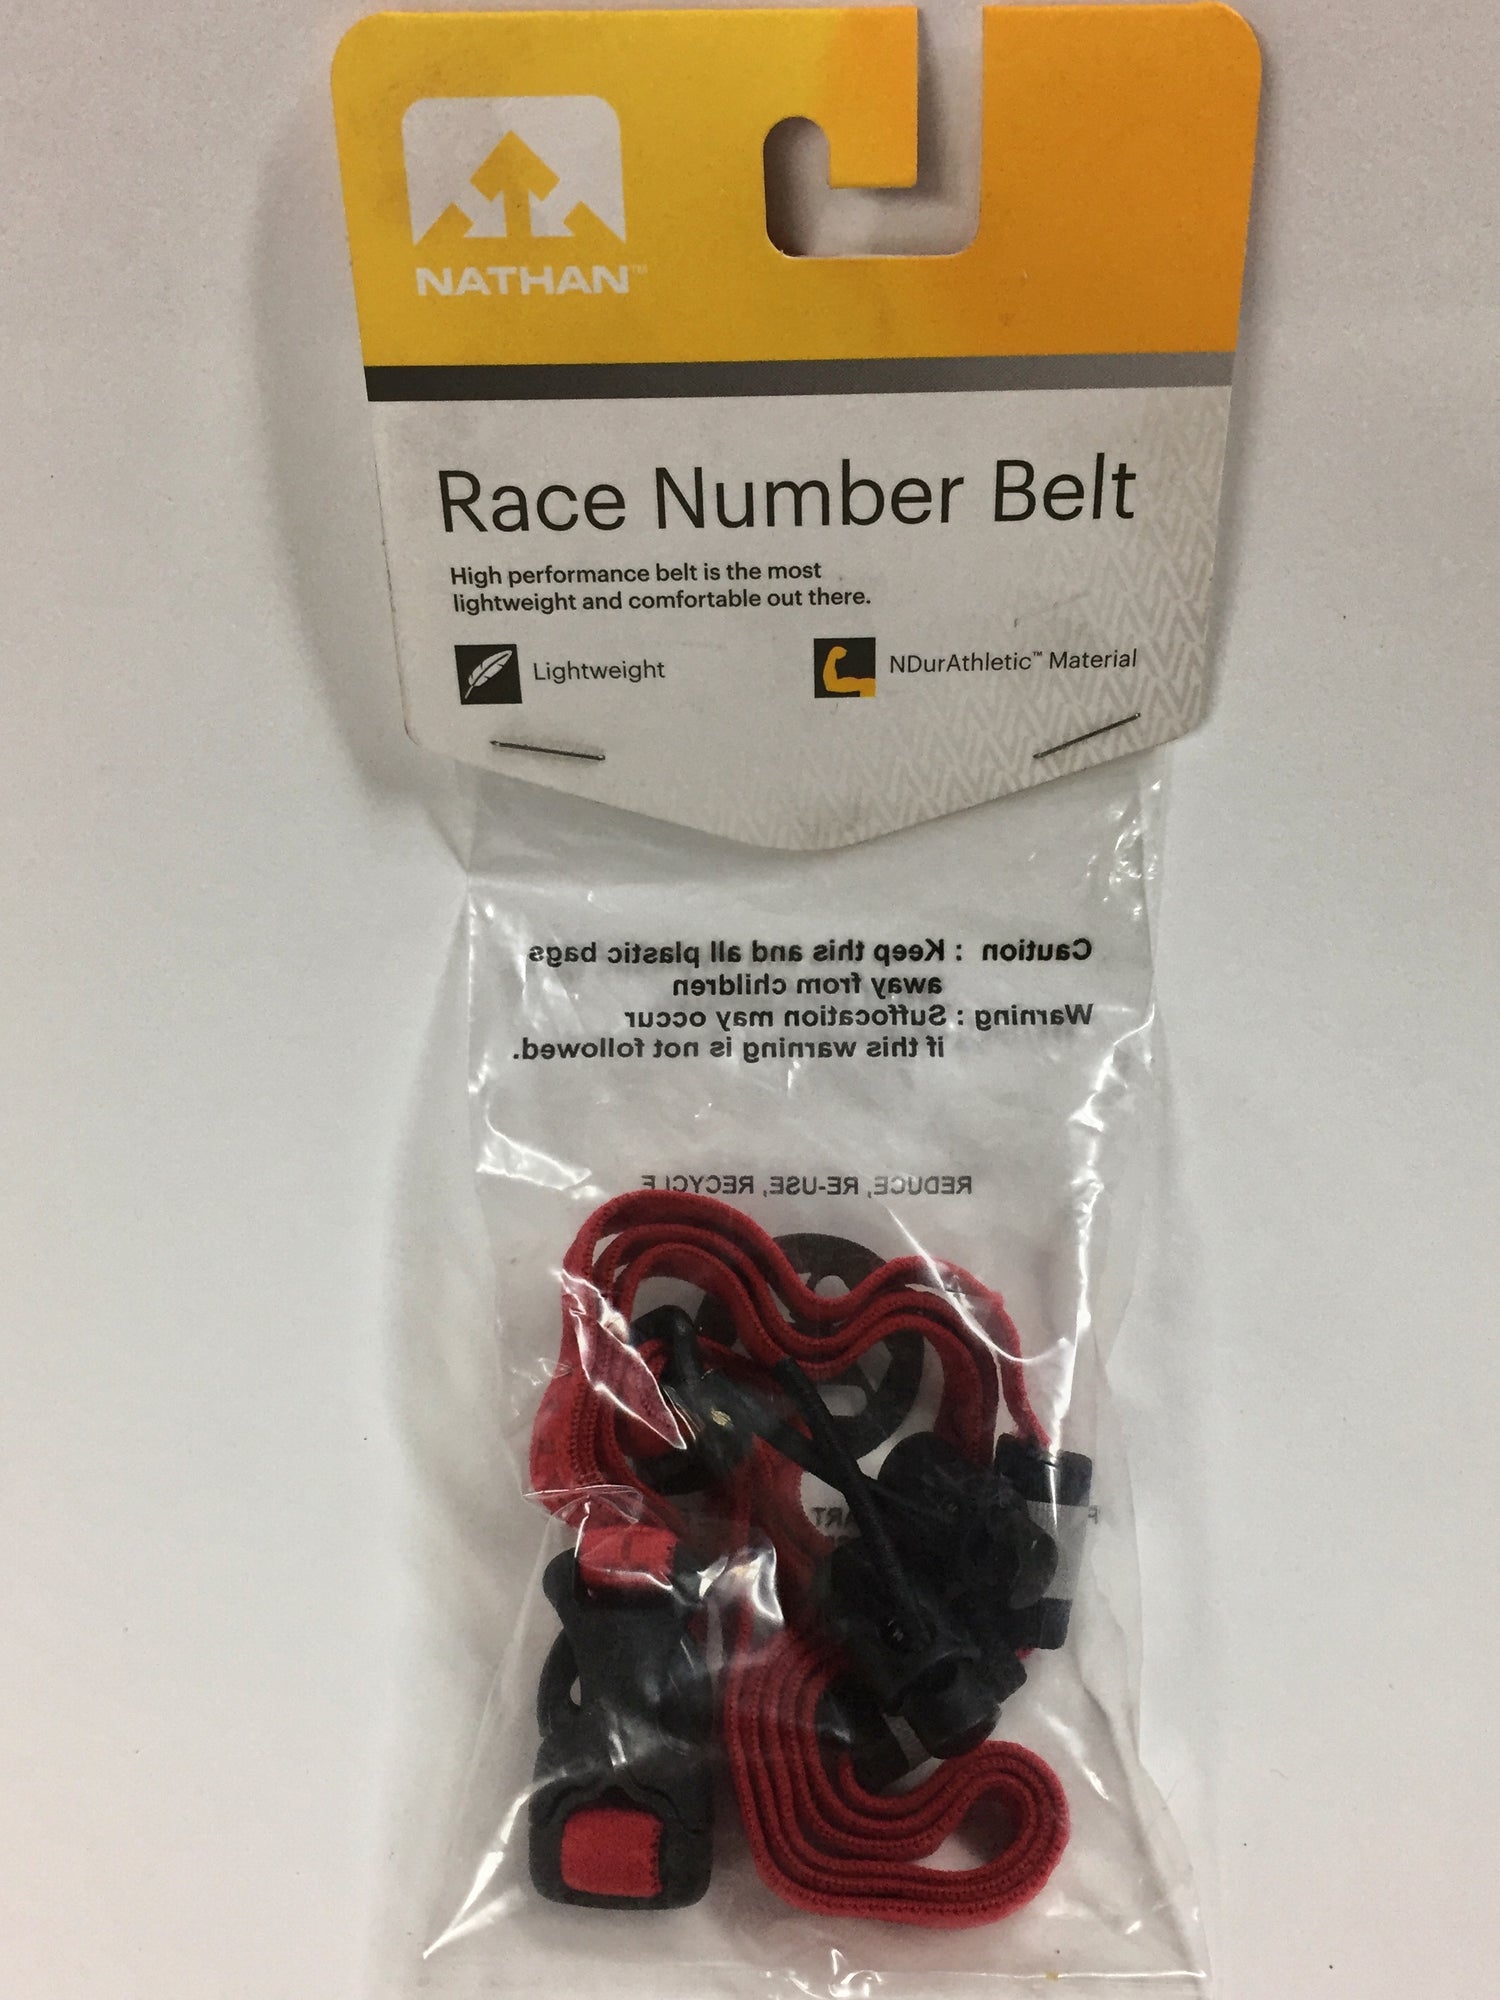 NATHAN™
Race Number Belt
High performance belt is the most
lightweight and comfortable out there.
Lightweight
NDurAthletic™ Material
Caution : Keep this and all plastic bags
away from children
Warning : Suffocation may occur
if this warning is not followed.
REDUCE, RE-USE, RECYCLE